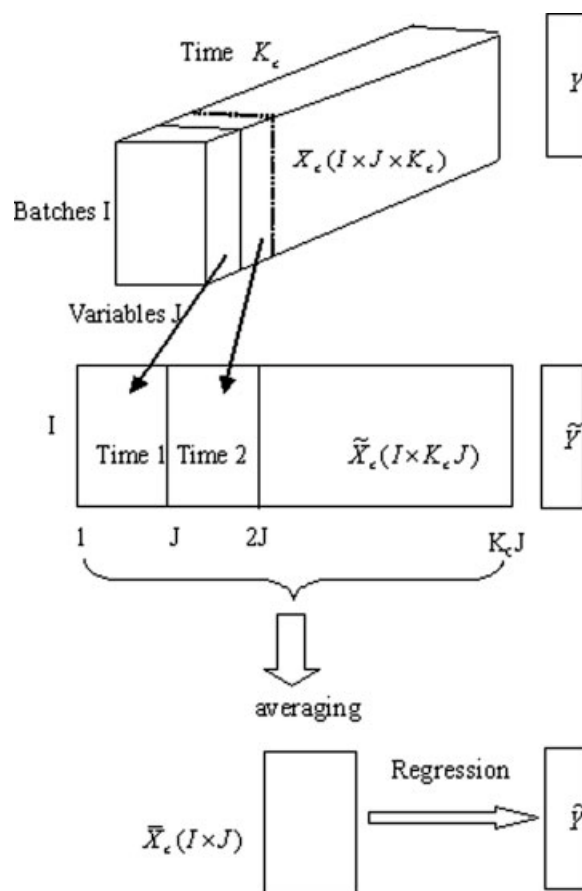 Time K_c
Y
X_c(I×J×K_c)
Batches I
Variables J
I
Time 1
Time 2
X̃_c(I×K_cJ)
Ỹ
1
J
2J
K_cJ
averaging
Regression
X̄_c(I×J)
Ỹ